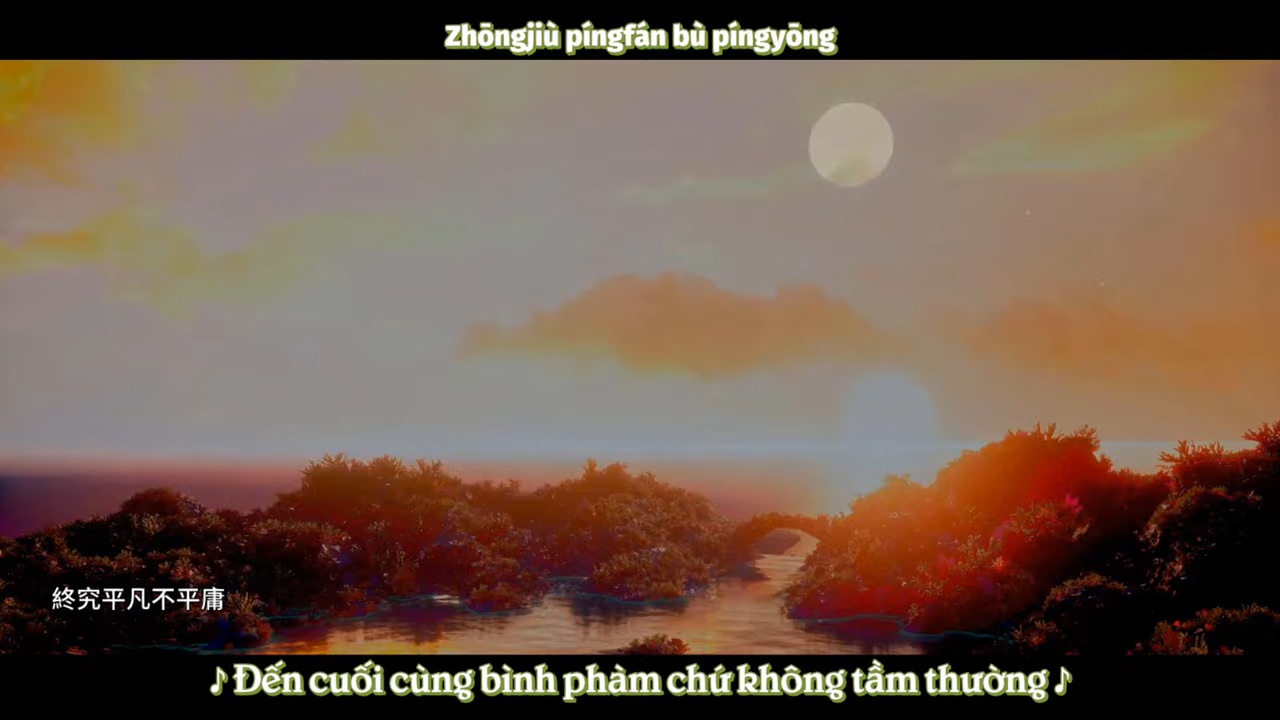 Zhōngjiù píngfán bù píngyōng
終究平凡不平庸
♪ Đến cuối cùng bình phàm chứ không tầm thường ♪